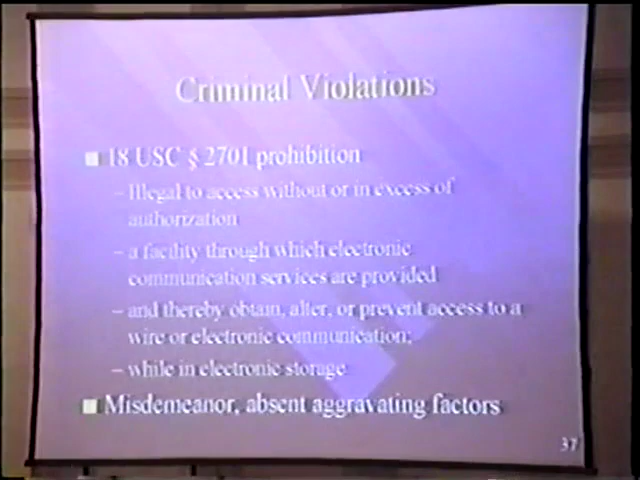 Criminal Violations
18 USC § 2701 prohibition
– Illegal to access without or in excess of
authorization
– a facility through which electronic
communication services are provided
– and thereby obtain, alter, or prevent access to a
wire or electronic communication;
– while in electronic storage
Misdemeanor, absent aggravating factors
37